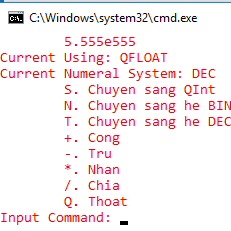 C:\Windows\system32\cmd.exe
5.555e555
Current Using: QFLOAT
Current Numeral System: DEC
S. Chuyen sang QInt
N. Chuyen sang he BIN
T. Chuyen sang he DEC
+. Cong
-. Tru
*. Nhan
/. Chia
Q. Thoat
Input Command: